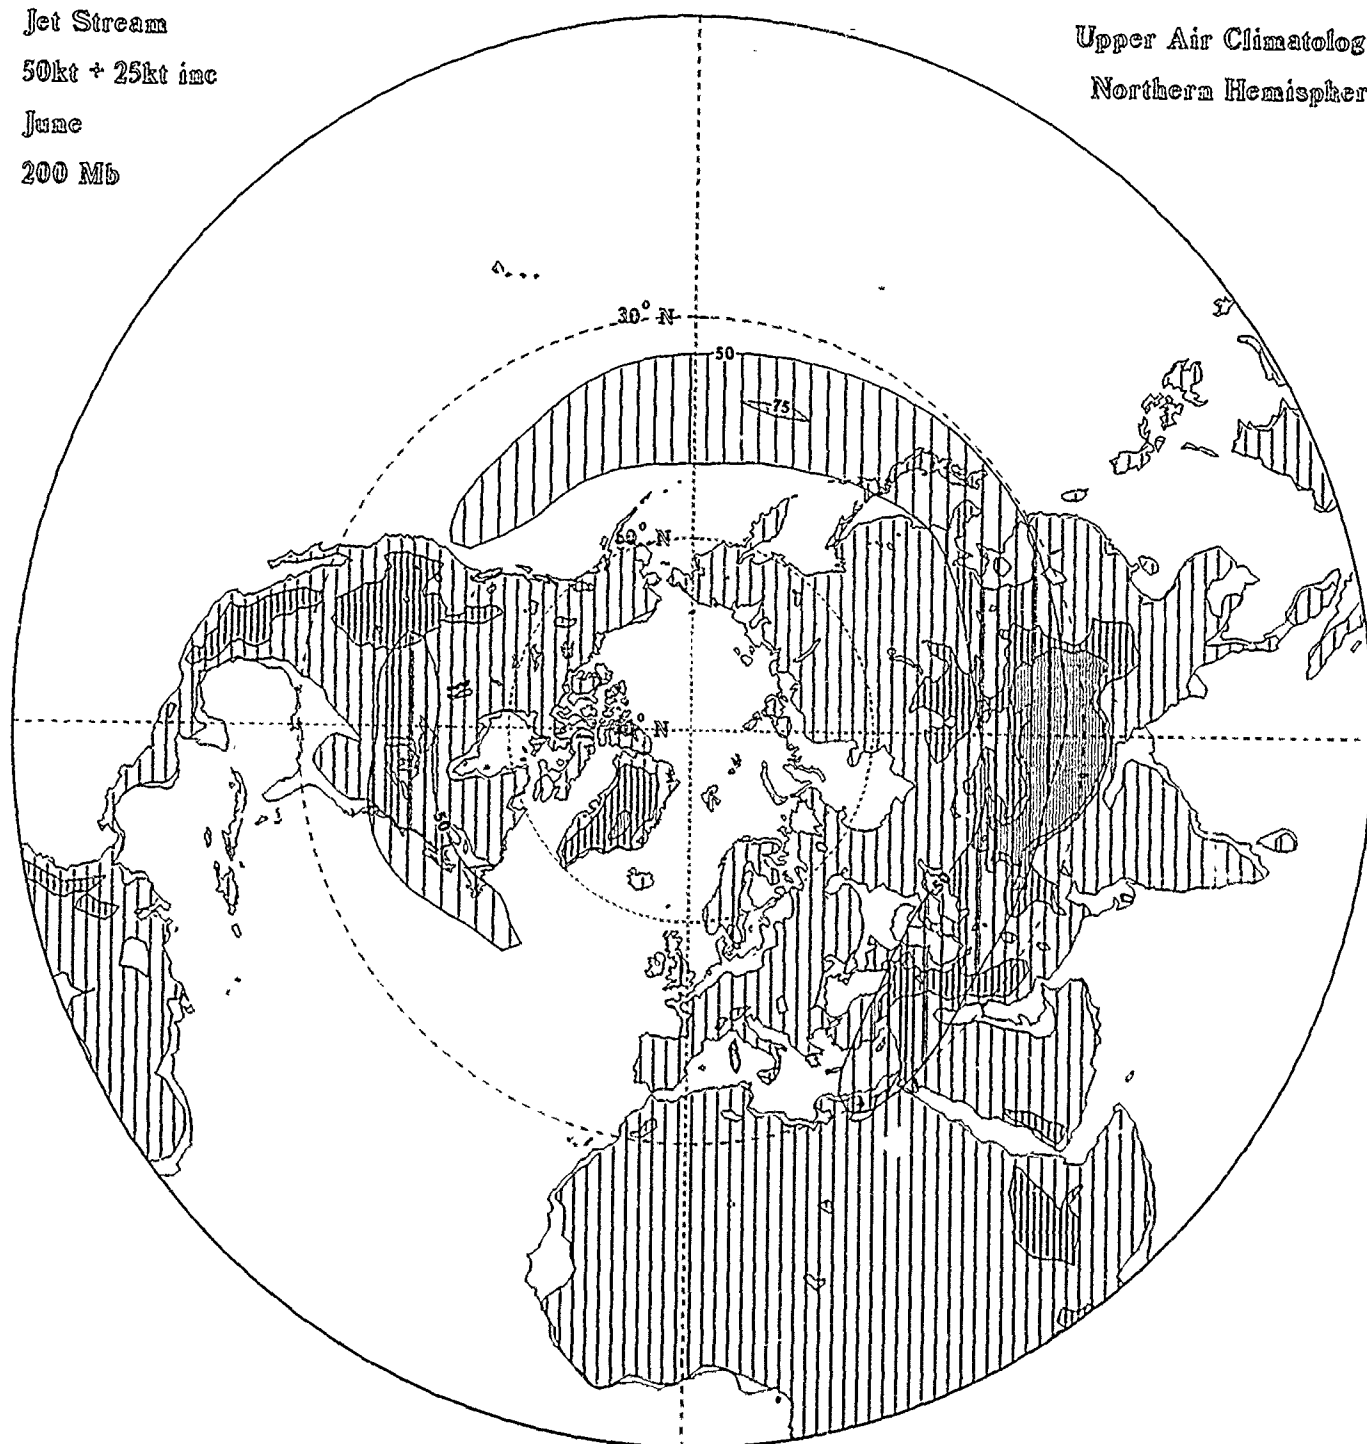 Jet Stream
50kt + 25kt inc
June
200 Mb
Upper Air Climatolog
Northern Hemispher
30° N
50
75
60° N
° N
50